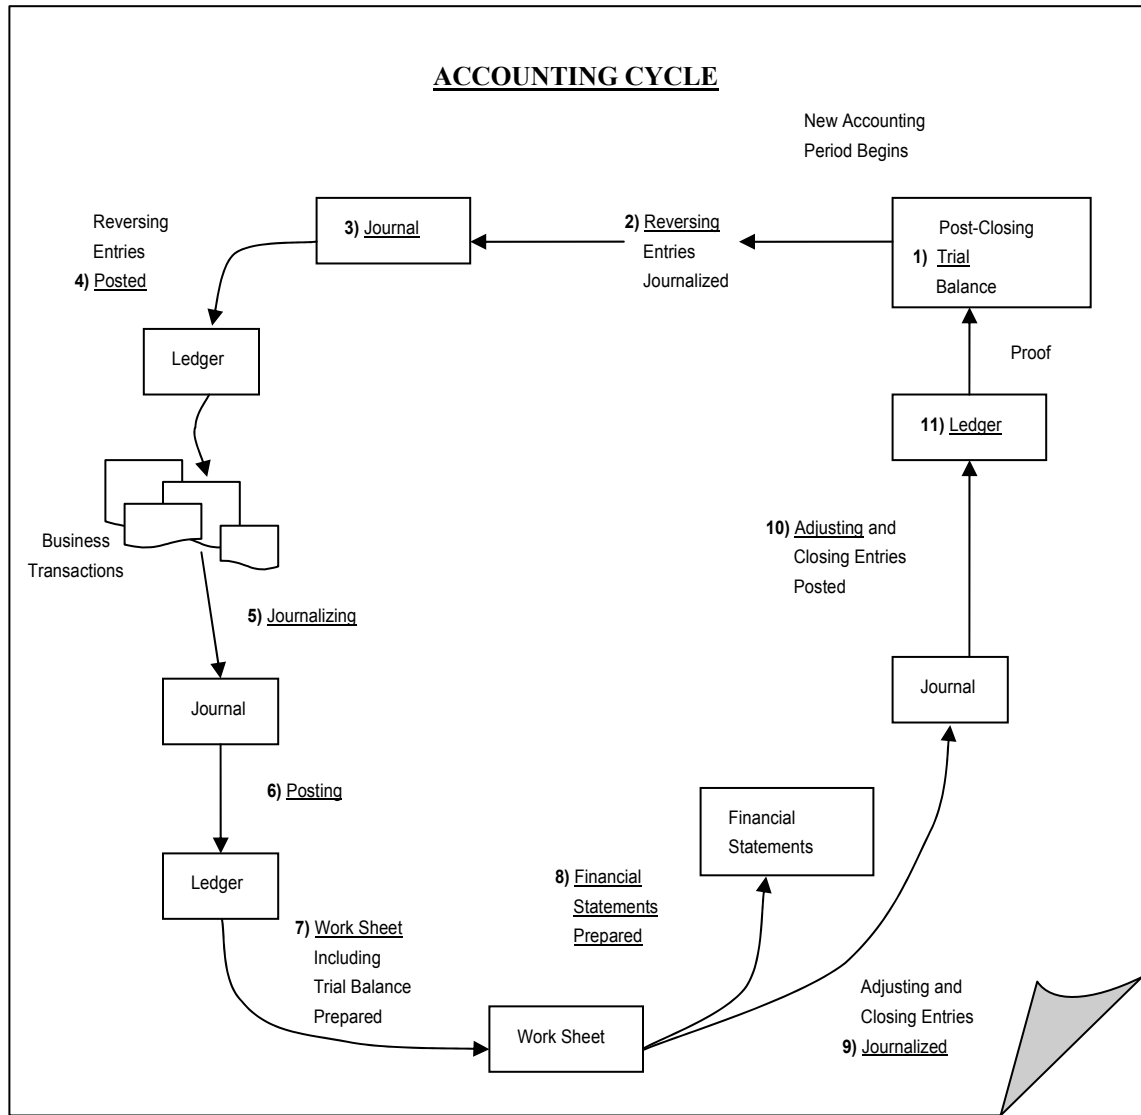 ACCOUNTING CYCLE
New Accounting
Period Begins
Reversing
Entries
4) Posted
3) Journal
2) Reversing
Entries
Journalized
Post-Closing
1) Trial
Balance
Ledger
Proof
11) Ledger
Business
Transactions
10) Adjusting and
Closing Entries
Posted
5) Journalizing
Journal
Journal
6) Posting
Financial
Statements
Ledger
8) Financial
Statements
Prepared
7) Work Sheet
Including
Trial Balance
Prepared
Work Sheet
Adjusting and
Closing Entries
9) Journalized